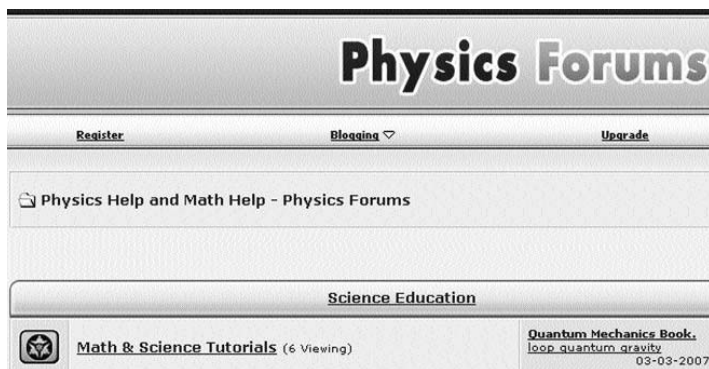 Physics Forums
Register Blogging Upgrade
Physics Help and Math Help - Physics Forums
Science Education
Math & Science Tutorials (6 Viewing)
Quantum Mechanics Book.
loop quantum gravity
03-03-2007